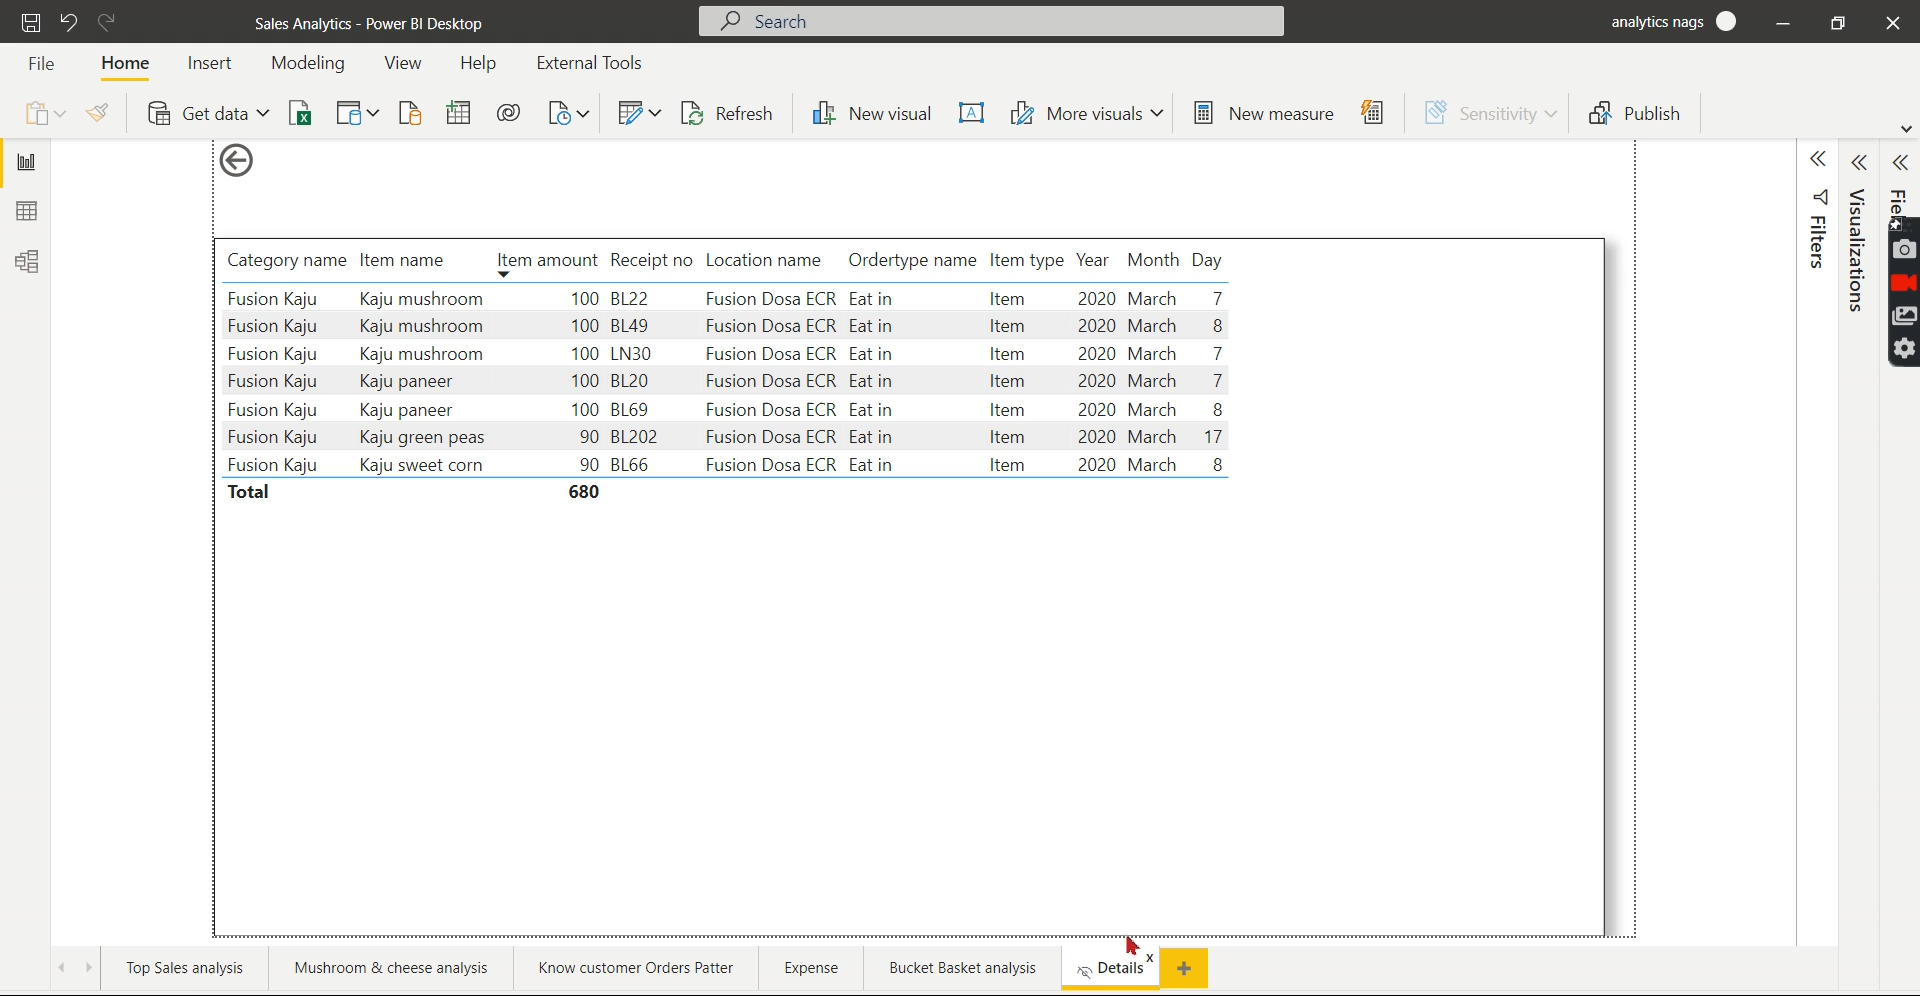 Sales Analytics - Power BI Desktop
Search
analytics nags
File Home Insert Modeling View Help External Tools
Get data Refresh New visual A More visuals New measure Sensitivity Publish
Category name Item name Item amount Receipt no Location name Ordertype name Item type Year Month Day
Fusion Kaju Kaju mushroom 100 BL22 Fusion Dosa ECR Eat in Item 2020 March 7
Fusion Kaju Kaju mushroom 100 BL49 Fusion Dosa ECR Eat in Item 2020 March 8
Fusion Kaju Kaju mushroom 100 LN30 Fusion Dosa ECR Eat in Item 2020 March 7
Fusion Kaju Kaju paneer 100 BL20 Fusion Dosa ECR Eat in Item 2020 March 7
Fusion Kaju Kaju paneer 100 BL69 Fusion Dosa ECR Eat in Item 2020 March 8
Fusion Kaju Kaju green peas 90 BL202 Fusion Dosa ECR Eat in Item 2020 March 17
Fusion Kaju Kaju sweet corn 90 BL66 Fusion Dosa ECR Eat in Item 2020 March 8
Total 680
Filters
Visualizations
Top Sales analysis Mushroom & cheese analysis Know customer Orders Patter Expense Bucket Basket analysis Details x